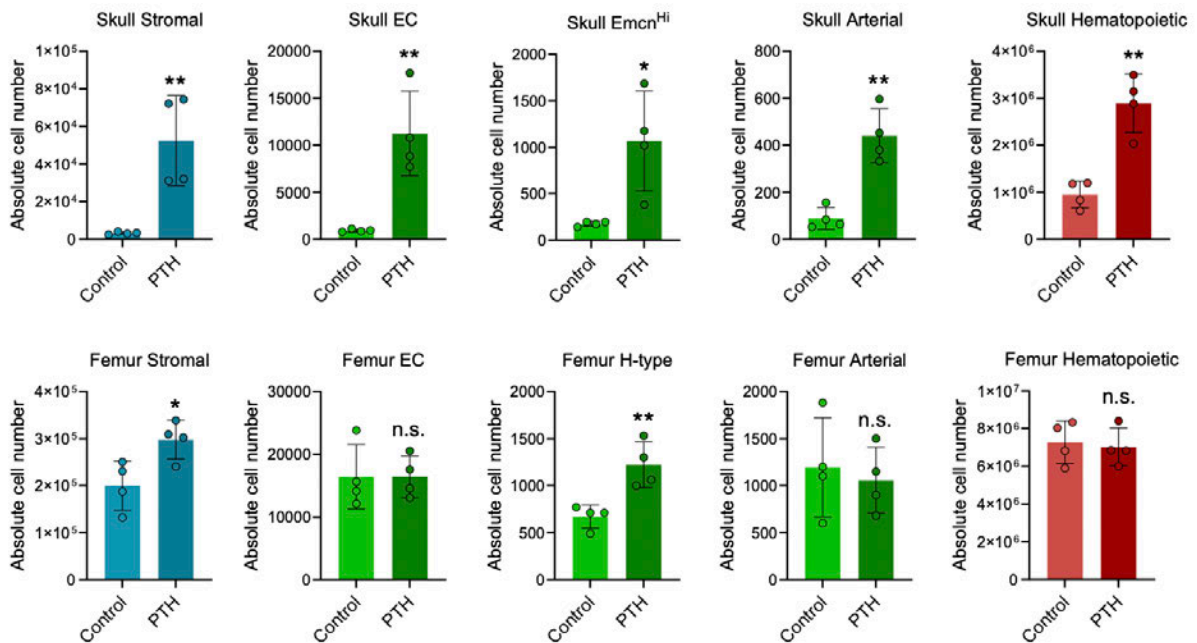 Skull Stromal
Absolute cell number
1×10⁵
8×10⁴
6×10⁴
4×10⁴
2×10⁴
0
**
Control
PTH
Skull EC
Absolute cell number
20000
15000
10000
5000
0
**
Control
PTH
Skull Emcnᴴⁱ
Absolute cell number
2000
1500
1000
500
0
*
Control
PTH
Skull Arterial
Absolute cell number
800
600
400
200
0
**
Control
PTH
Skull Hematopoietic
Absolute cell number
4×10⁶
3×10⁶
2×10⁶
1×10⁶
0
**
Control
PTH
Femur Stromal
Absolute cell number
4×10⁵
3×10⁵
2×10⁵
1×10⁵
0
*
Control
PTH
Femur EC
Absolute cell number
30000
20000
10000
0
n.s.
Control
PTH
Femur H-type
Absolute cell number
2000
1500
1000
500
0
**
Control
PTH
Femur Arterial
Absolute cell number
2000
1500
1000
500
0
n.s.
Control
PTH
Femur Hematopoietic
Absolute cell number
1×10⁷
8×10⁶
6×10⁶
4×10⁶
2×10⁶
0
n.s.
Control
PTH